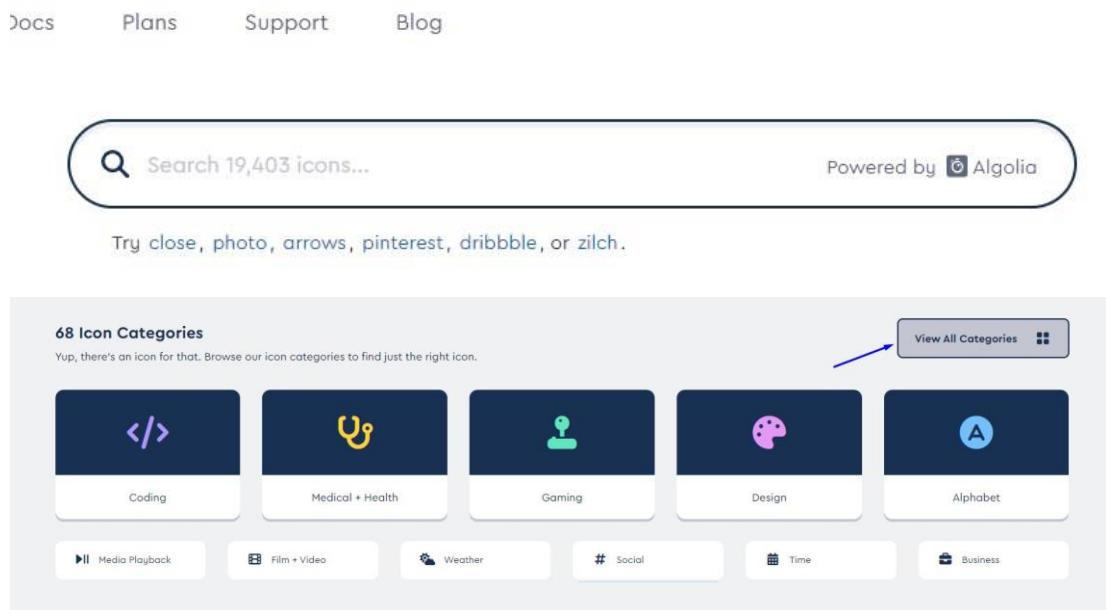 Docs Plans Support Blog
Search 19,403 icons...
Powered by Algolia
Try close, photo, arrows, pinterest, dribbble, or zilch.
68 Icon Categories
View All Categories
Yup, there's an icon for that. Browse our icon categories to find just the right icon.
A
Coding
Medical + Health
Gaming
Design
Alphabet
Media Playback
Film + Video
Weather
# Social
Time
Business